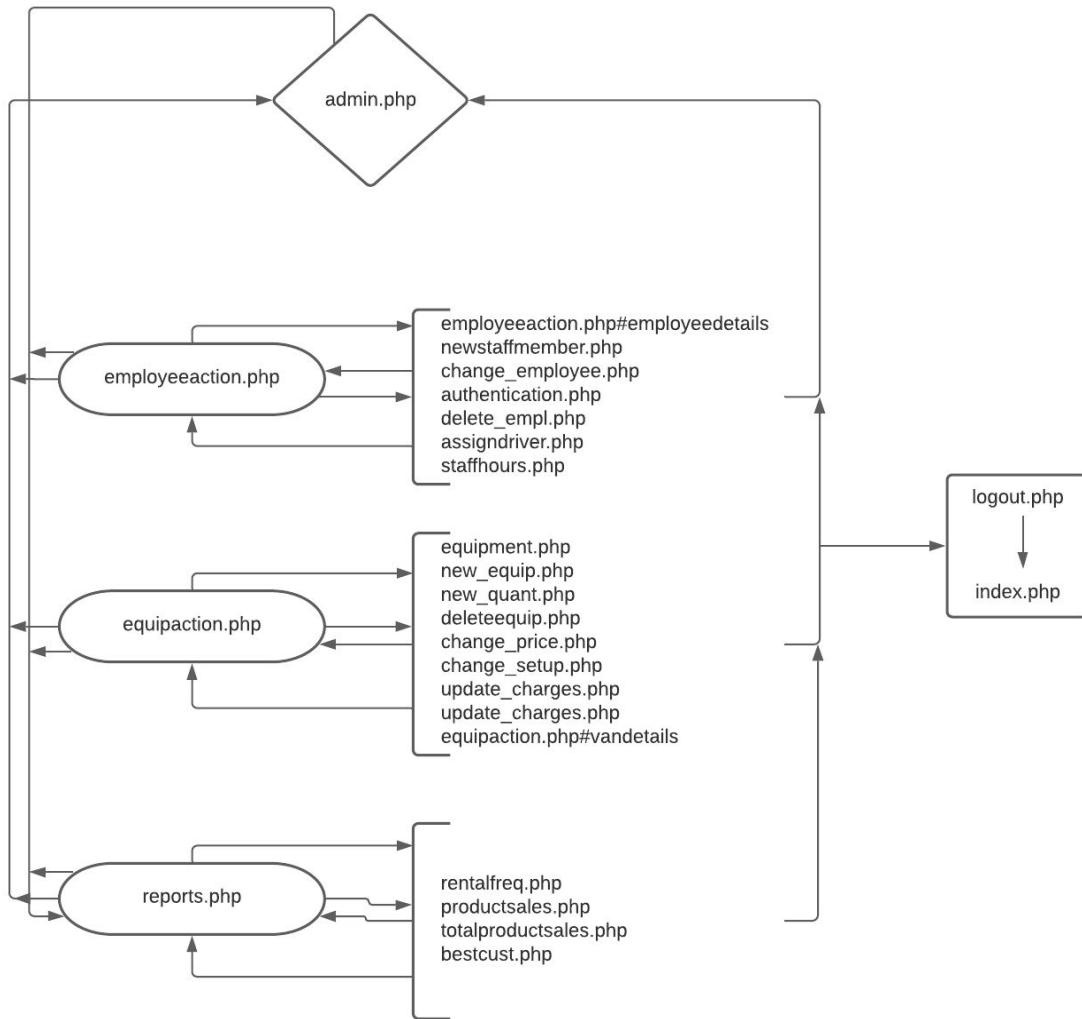 admin.php
employeeaction.php
employeeaction.php#employeedetails
newstaffmember.php
change_employee.php
authentication.php
delete_empl.php
assigndriver.php
staffhours.php
equipaction.php
equipment.php
new_equip.php
new_quant.php
deleteequip.php
change_price.php
change_setup.php
update_charges.php
update_charges.php
equipaction.php#vandetails
reports.php
rentalfreq.php
productsales.php
totalproductsales.php
bestcust.php
logout.php
index.php